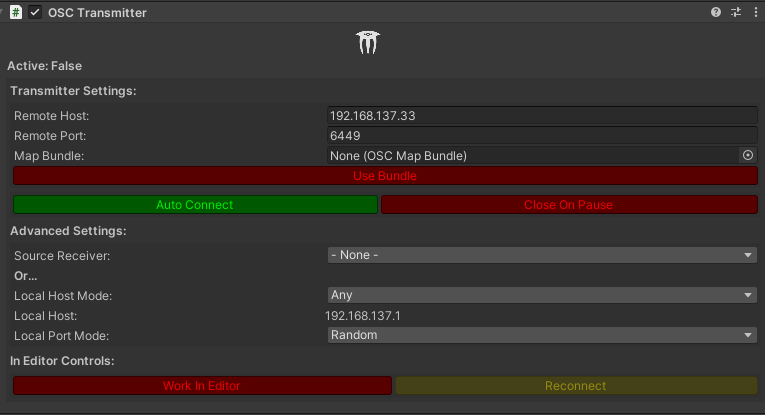 OSC Transmitter
Active: False
Transmitter Settings:
Remote Host: 192.168.137.33
Remote Port: 6449
Map Bundle: None (OSC Map Bundle)
Use Bundle
Auto Connect Close On Pause
Advanced Settings:
Source Receiver: - None -
Or...
Local Host Mode: Any
Local Host: 192.168.137.1
Local Port Mode: Random
In Editor Controls:
Work In Editor Reconnect